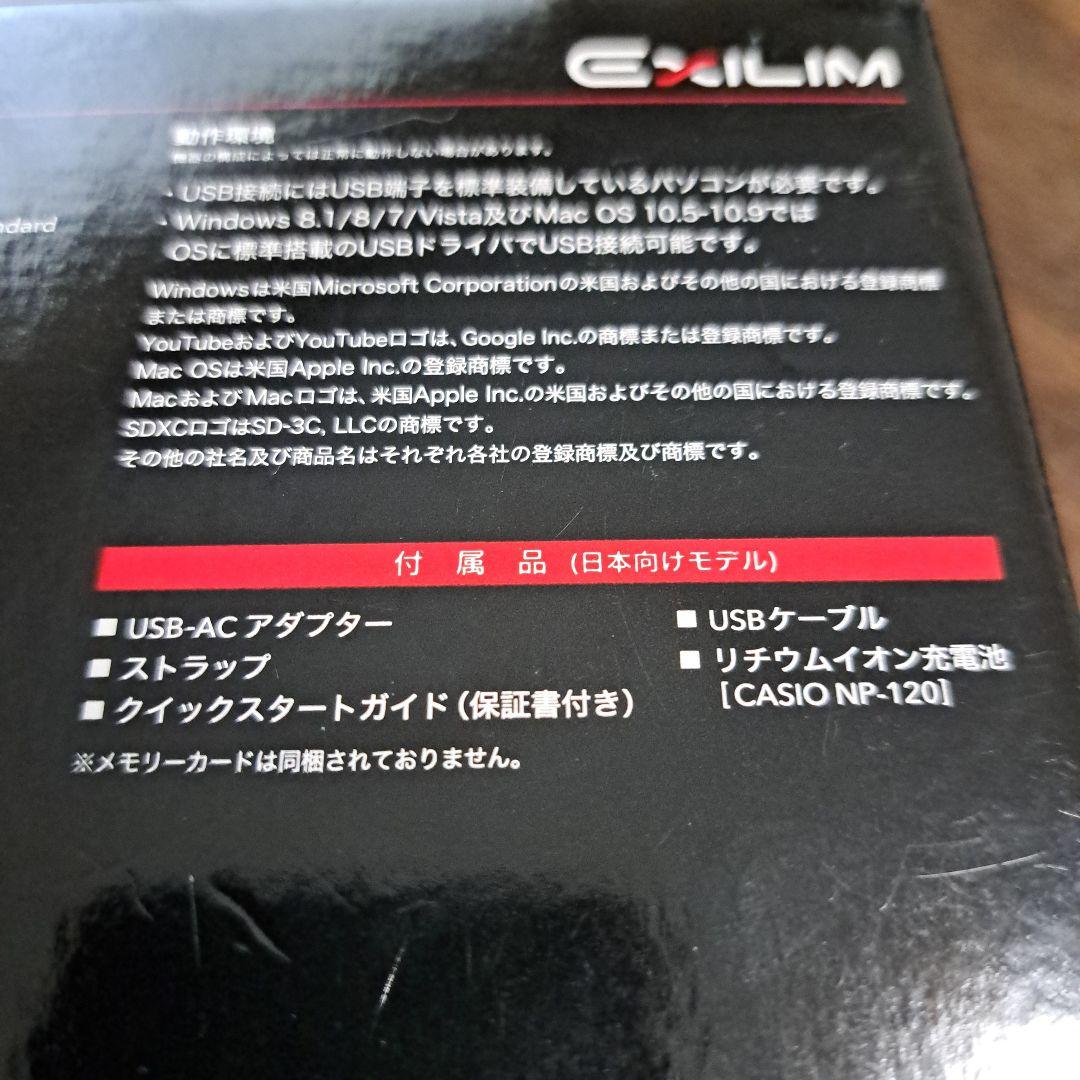 EXILIM
動作環境
機器の構成によっては正常に動作しない場合があります。
・USB接続にはUSB端子を標準装備しているパソコンが必要です。
・Windows 8.1/8/7/Vista及びMac OS 10.5-10.9では
OSに標準搭載のUSBドライバでUSB接続可能です。
ndard
Windowsは米国Microsoft Corporationの米国およびその他の国における登録商標
または商標です。
YouTubeおよびYouTubeロゴは、Google Inc.の商標または登録商標です。
Mac OSは米国Apple Inc.の登録商標です。
MacおよびMacロゴは、米国Apple Inc.の米国およびその他の国における登録商標です。
SDXCロゴはSD-3C, LLCの商標です。
その他の社名及び商品名はそれぞれ各社の登録商標及び商標です。
付 属 品 (日本向けモデル)
■ USB-AC アダプター
■ USBケーブル
■ ストラップ
■ リチウムイオン充電池
[CASIO NP-120]
■ クイックスタートガイド(保証書付き)
※メモリーカードは同梱されておりません。